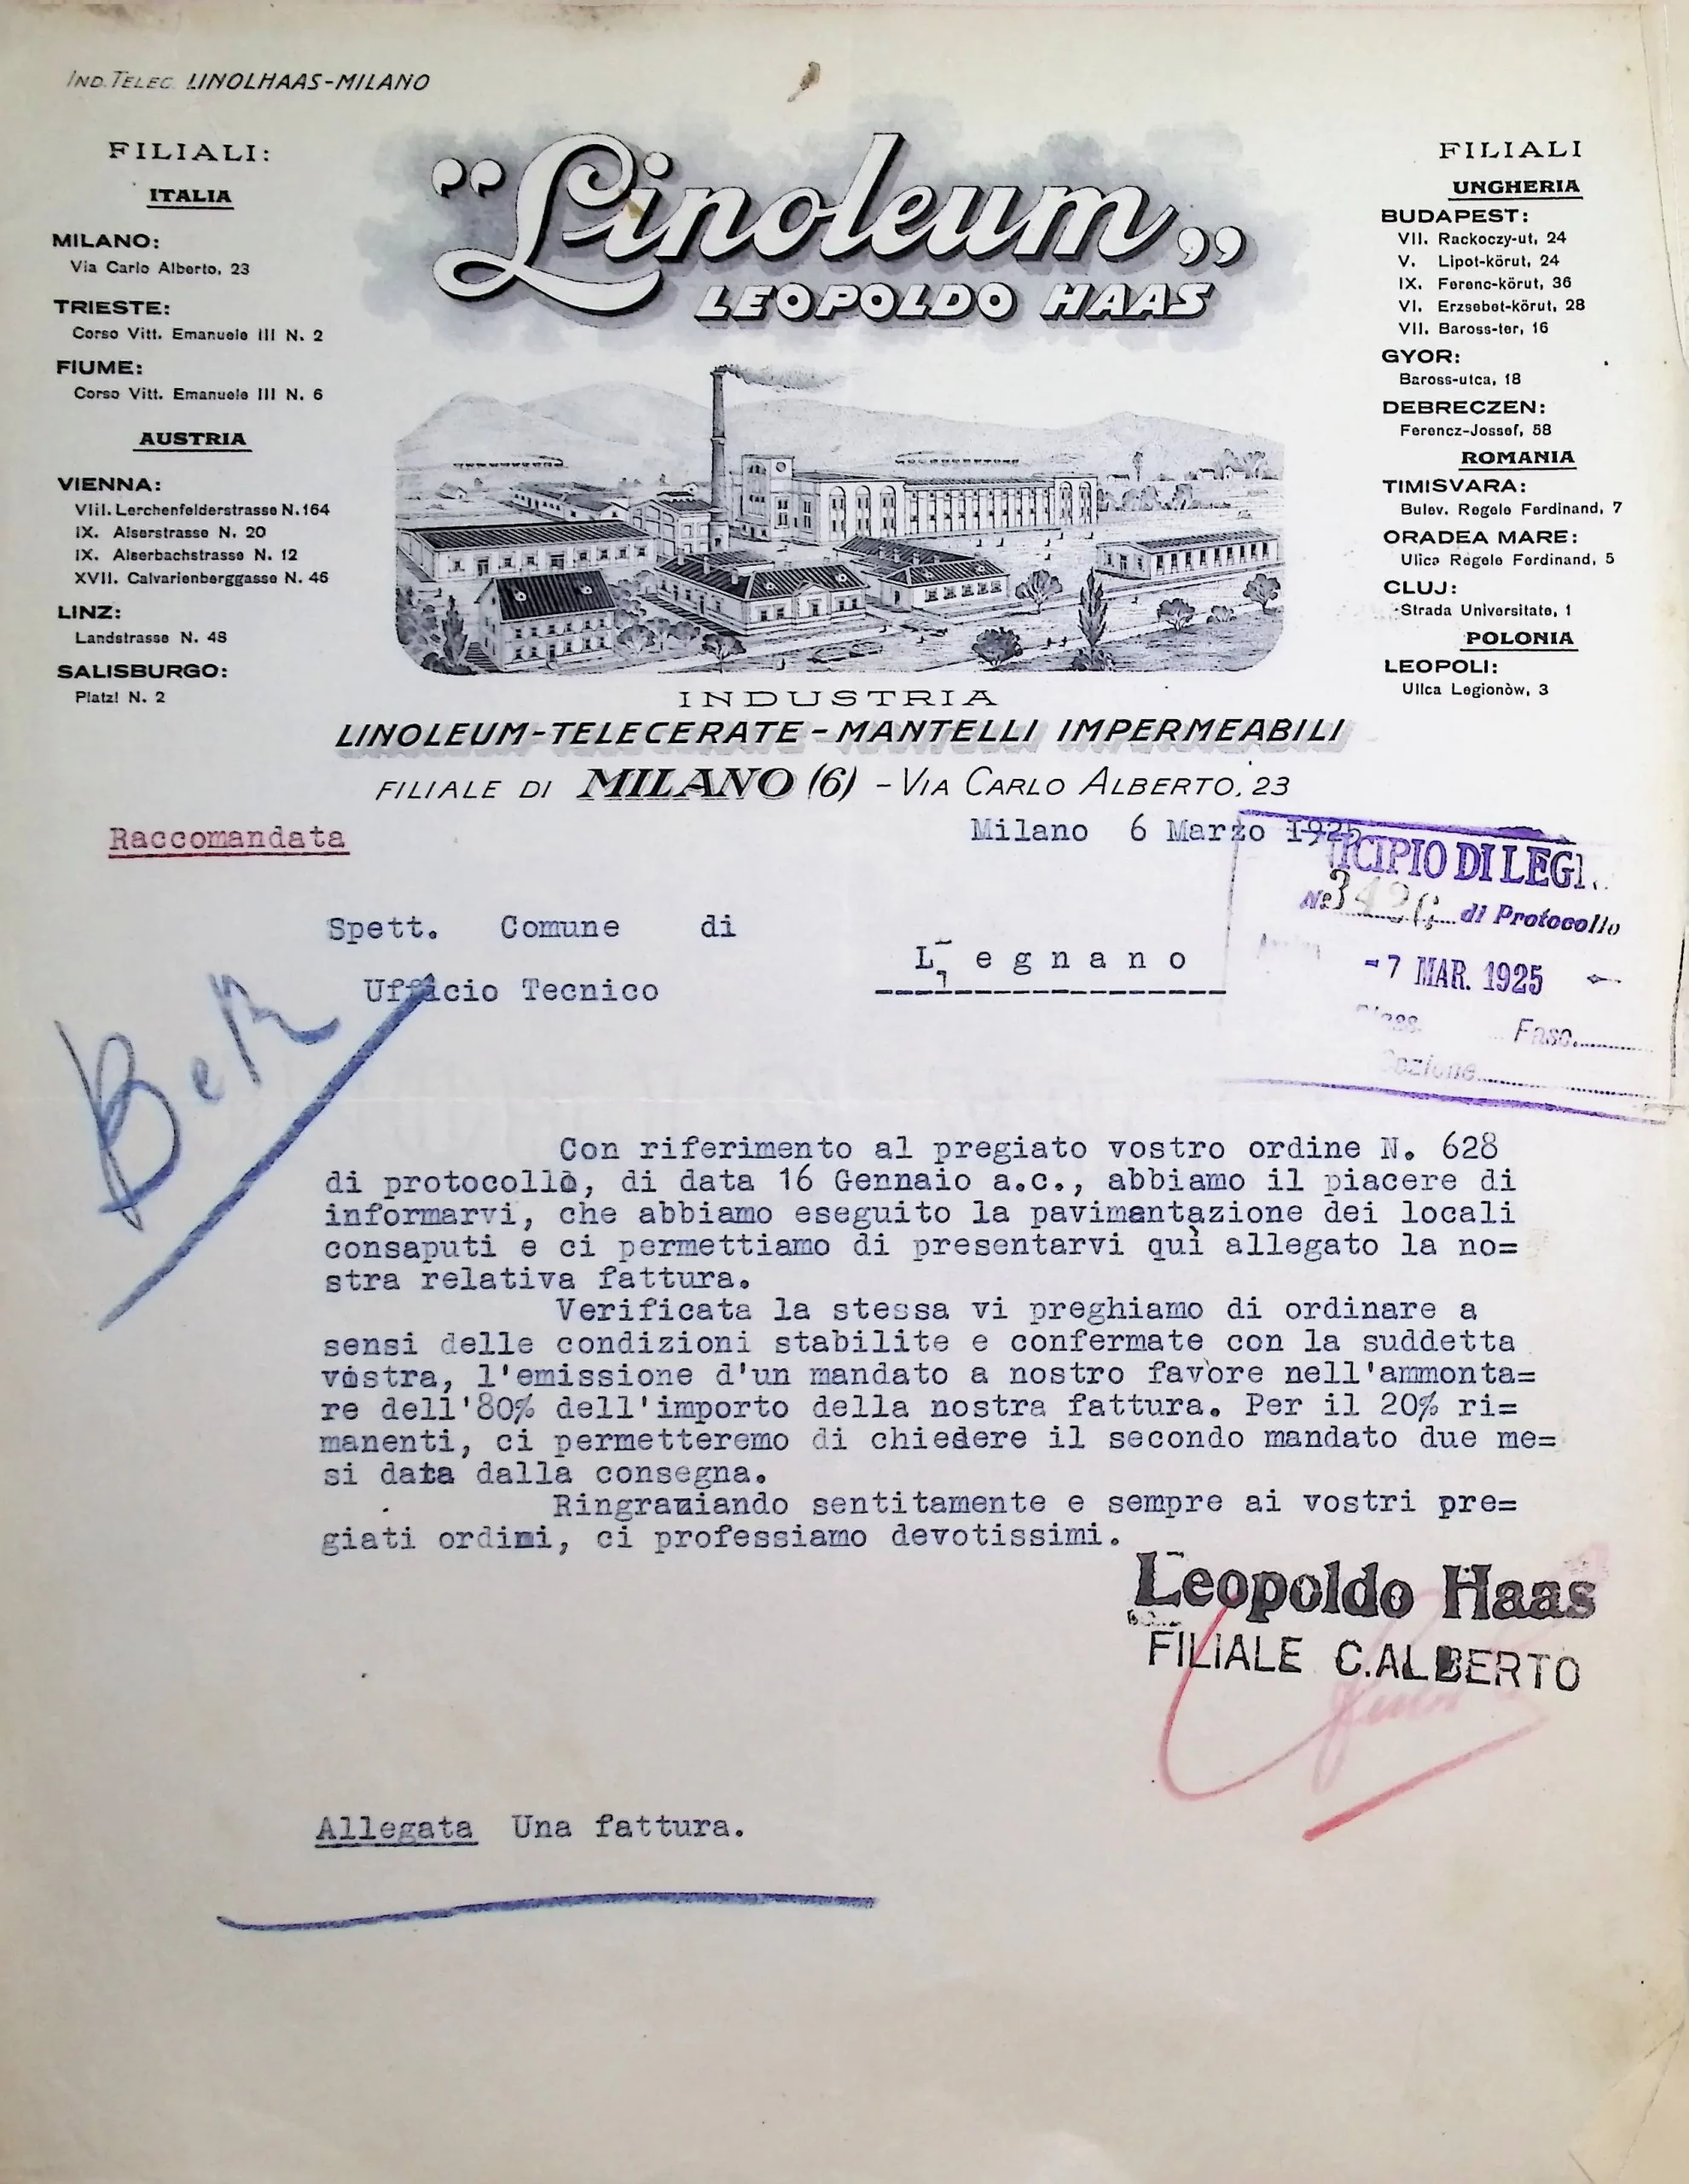 IND. TELEC. LINOLHAAS-MILANO
FILIALI:
ITALIA
MILANO:
Via Carlo Alberto, 23
TRIESTE:
Corso Vitt. Emanuele III N. 2
FIUME:
Corso Vitt. Emanuele III N. 6
AUSTRIA
VIENNA:
VIII. Lerchenfelderstrasse N. 164
IX. Alserstrasse N. 20
IX. Alserbachstrasse N. 12
XVII. Calvarienberggasse N. 46
LINZ:
Landstrasse N. 48
SALISBURGO:
Platzl N. 2
"Linoleum"
LEOPOLDO HAAS
FILIALI
UNGHERIA
BUDAPEST:
VII. Rackoczy-ut, 24
V. Lipot-körut, 24
IX. Ferenc-körut, 36
VI. Erzsebet-körut, 28
VII. Baross-ter, 16
GYOR:
Baross-utca, 18
DEBRECZEN:
Ferencz-Jossef, 58
ROMANIA
TIMISVARA:
Bulev. Regele Ferdinand, 7
ORADEA MARE:
Ulica Regele Ferdinand, 5
CLUJ:
Strada Universitate, 1
POLONIA
LEOPOLI:
Ulica Legionòw, 3
INDUSTRIA
LINOLEUM-TELECERATE-MANTELLI IMPERMEABILI
FILIALE DI MILANO (6) - VIA CARLO ALBERTO, 23
Raccomandata
Milano 6 Marzo 1925
ICIPIO DI LEG
No di Protocollo
-7 MAR. 1925
Fasc.
Spett. Comune di
Legnano
Ufficio Tecnico
Con riferimento al pregiato vostro ordine N. 628
di protocollo, di data 16 Gennaio a.c., abbiamo il piacere di
informarvi, che abbiamo eseguito la pavimentazione dei locali
consaputi e ci permettiamo di presentarvi quì allegato la no=
stra relativa fattura.
Verificata la stessa vi preghiamo di ordinare a
sensi delle condizioni stabilite e confermate con la suddetta
vostra, l'emissione d'un mandato a nostro favore nell'ammonta=
re dell'80% dell'importo della nostra fattura. Per il 20% ri=
manenti, ci permetteremo di chiedere il secondo mandato due me=
si data dalla consegna.
Ringraziando sentitamente e sempre ai vostri pre=
giati ordini, ci professiamo devotissimi.
Leopoldo Haas
FILIALE C.ALBERTO
Allegata Una fattura.